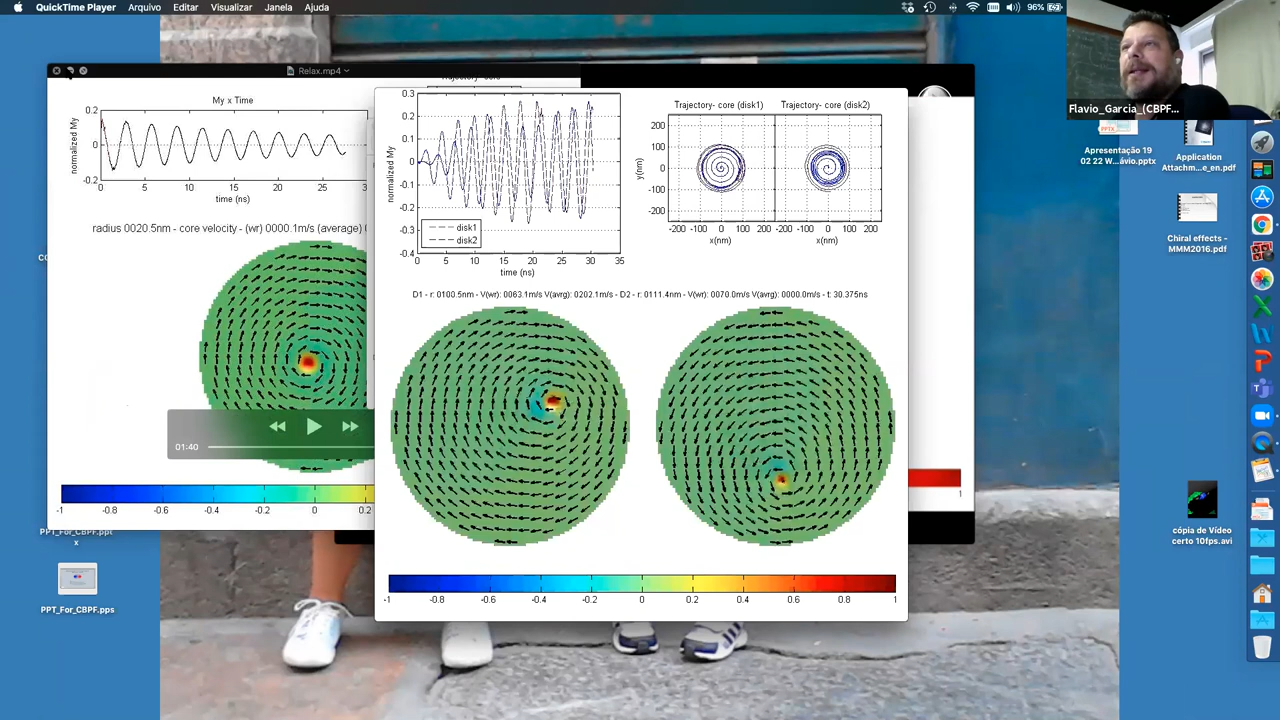 QuickTime Player Arquivo Editar Visualizar Janela Ajuda
96%
Flavio_Garcia_(CBPF...
Relax.mp4
My x Time
0.2
0
-0.2
normalized My
0 5 10 15 20 25 30
time (ns)
radius 0020.5nm - core velocity - (wr) 0000.1m/s (average) 0
01:40
-1 -0.8 -0.6 -0.4 -0.2 0 0.2
Trajectory- core
0.3
0.2
0
-0.1
-0.2
-0.3
-0.4
normalized My
disk1
disk2
0 5 10 15 20 25 30 35
time (ns)
Trajectory- core (disk1) Trajectory- core (disk2)
200
100
0
-100
-200
y(nm)
-200 -100 0 100 200 -100 0 100 200
x(nm) x(nm)
D1 - r: 0100.5nm - V(wr): 0063.1m/s V(avrg): 0202.1m/s - D2 - r: 0111.4nm - V(wr): 0070.0m/s V(avrg): 0000.0m/s - t: 30.375ns
-1 -0.8 -0.6 -0.4 -0.2 0 0.2 0.4 0.6 0.8 1
1
PPTX
Apresentação 19
02 22 W...ávio.pptx
Application
Attachm...e_en.pdf
Chiral effects -
MMM2016.pdf
cópia de Vídeo
certo 10fps.avi
PPT_For_CBPF.ppt
x
PPT_For_CBPF.pps